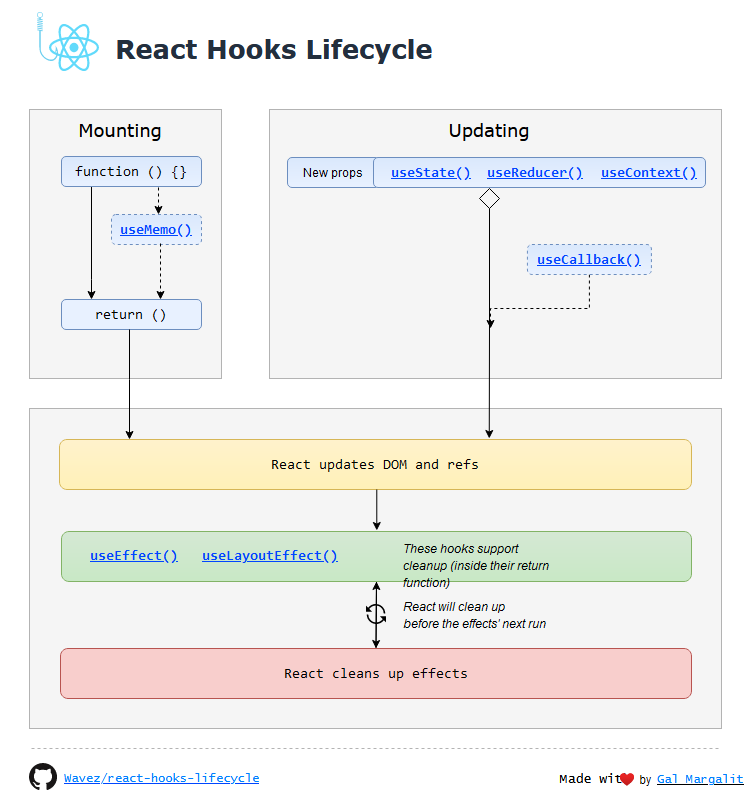 React Hooks Lifecycle
Mounting
function () {}
useMemo()
return ()
Updating
New props
useState() useReducer() useContext()
useCallback()
React updates DOM and refs
useEffect() useLayoutEffect()
These hooks support
cleanup (inside their return
function)
React will clean up
before the effects' next run
React cleans up effects
Wavez/react-hooks-lifecycle
Made wit by Gal Margalit